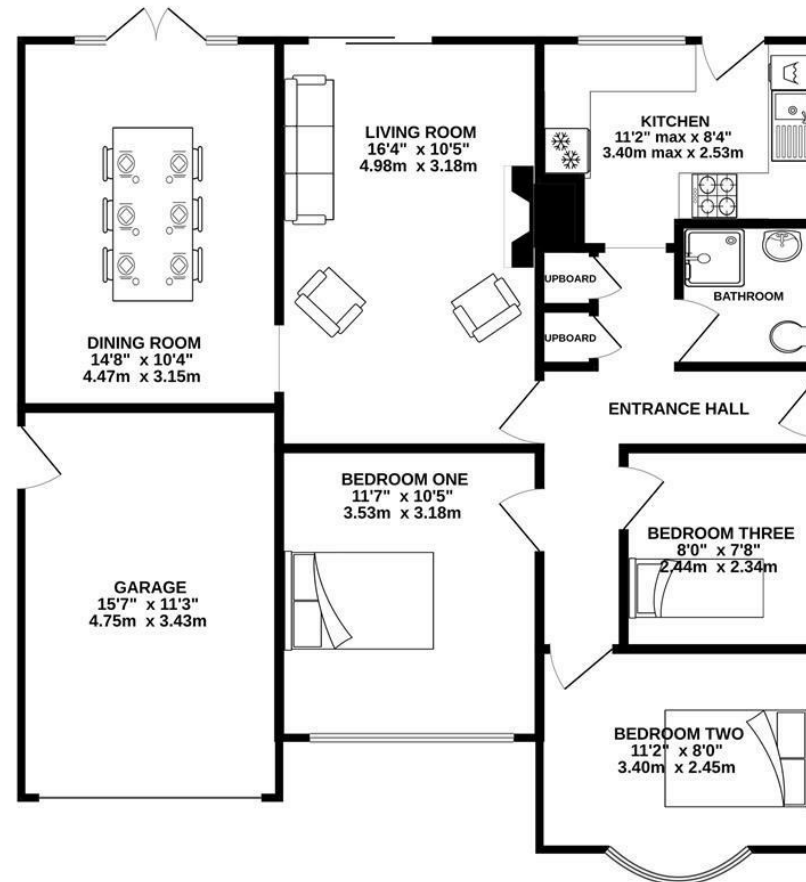 LIVING ROOM
16'4" x 10'5"
4.98m x 3.18m
KITCHEN
11'2" max x 8'4"
3.40m max x 2.53m
UPBOARD
BATHROOM
UPBOARD
DINING ROOM
14'8" x 10'4"
4.47m x 3.15m
ENTRANCE HALL
BEDROOM ONE
11'7" x 10'5"
3.53m x 3.18m
BEDROOM THREE
8'0" x 7'8"
2.44m x 2.34m
GARAGE
15'7" x 11'3"
4.75m x 3.43m
BEDROOM TWO
11'2" x 8'0"
3.40m x 2.45m